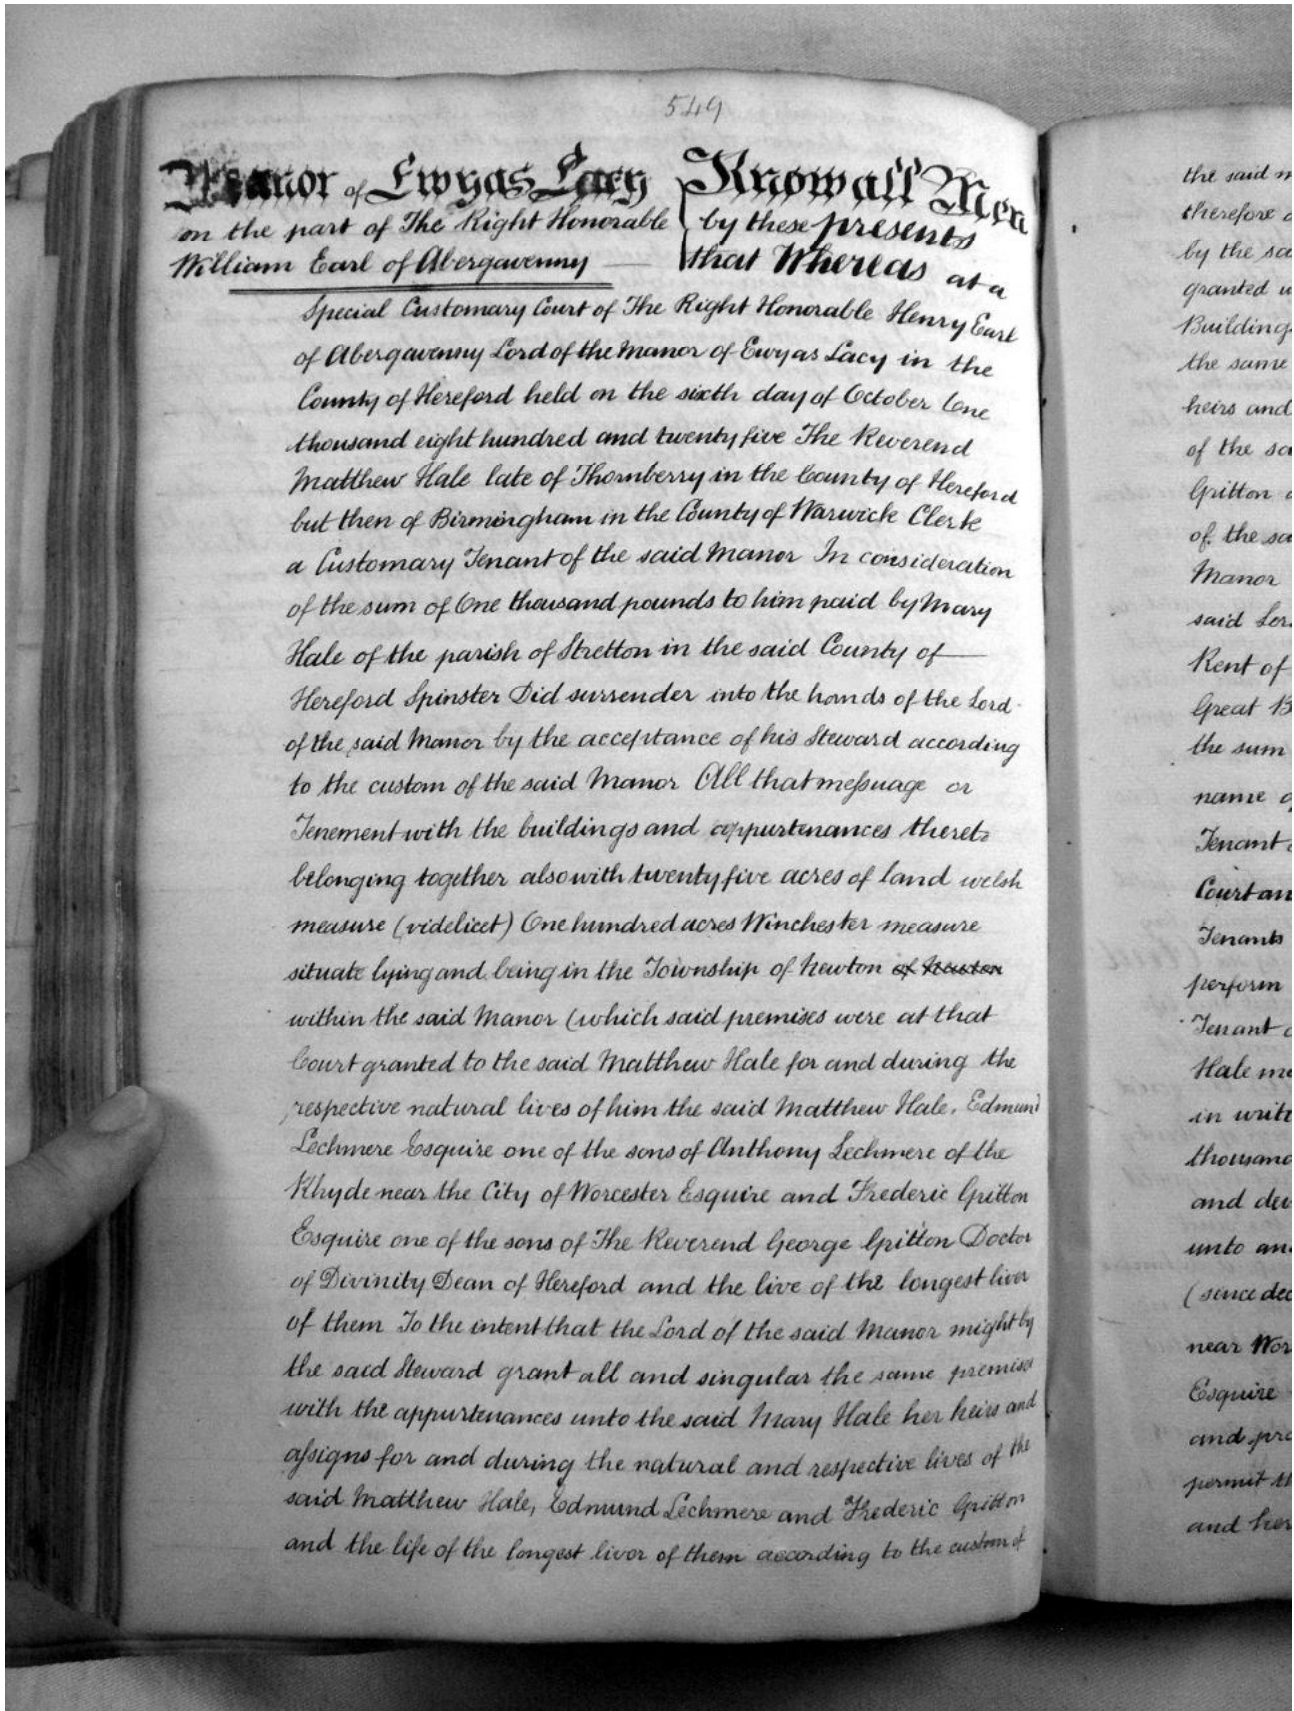 549
Manor of Ewyas Lacy
on the part of The Right Honorable
William Earl of Abergavenny
Know all Men
by these presents
that Whereas at a
Special Customary Court of The Right Honorable Henry Earl
of Abergavenny Lord of the Manor of Ewyas Lacy in the
County of Hereford held on the sixth day of October One
thousand eight hundred and twenty five The Reverend
Matthew Hale late of Thornberry in the County of Hereford
but then of Birmingham in the County of Warwick Clerk
a Customary Tenant of the said Manor In consideration
of the sum of One thousand pounds to him paid by Mary
Hale of the parish of Stretton in the said County of
Hereford Spinster Did surrender into the hands of the Lord
of the said Manor by the acceptance of his Steward according
to the custom of the said Manor All that messuage or
Tenement with the buildings and appurtenances thereto
belonging together also with twenty five acres of land welsh
measure (videlicet) One hundred acres Winchester measure
situate lying and being in the Township of Newton of Newton
within the said Manor (which said premises were at that
Court granted to the said Matthew Hale for and during the
respective natural lives of him the said Matthew Hale, Edmund
Lechmere Esquire one of the sons of Anthony Lechmere of the
Rhyde near the City of Worcester Esquire and Frederic Gritton
Esquire one of the sons of The Reverend George Gritton Doctor
of Divinity Dean of Hereford and the live of the longest liver
of them To the intent that the Lord of the said Manor might by
the said Steward grant all and singular the same premises
with the appurtenances unto the said Mary Hale her heirs and
assigns for and during the natural and respective lives of the
said Matthew Hale, Edmund Lechmere and Frederic Gritton
and the life of the longest livor of them according to the custom of
the said
therefore
by the
granted
Building
the same
heirs and
of the
Gritton
of the
Manor
said
Rent of
Great
the sum
name
Tenant
Court
Tenants
perform
Tenant
Hale
in
thousand
and
unto
(since
near
Esquire
and
permit
and her